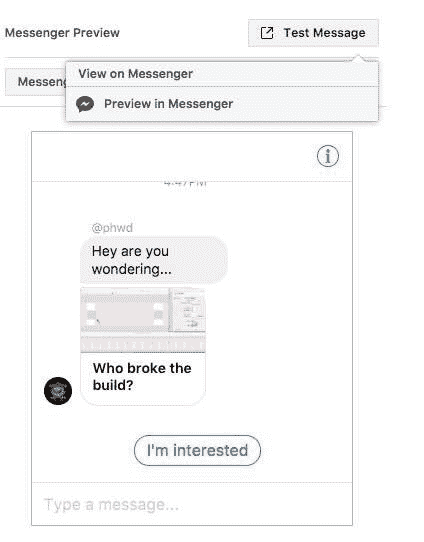 Messenger Preview
Test Message
Messeng
View on Messenger
Preview in Messenger
4:47PM
@phwd
Hey are you
wondering...
Who broke the
build?
I'm interested
Type a message...